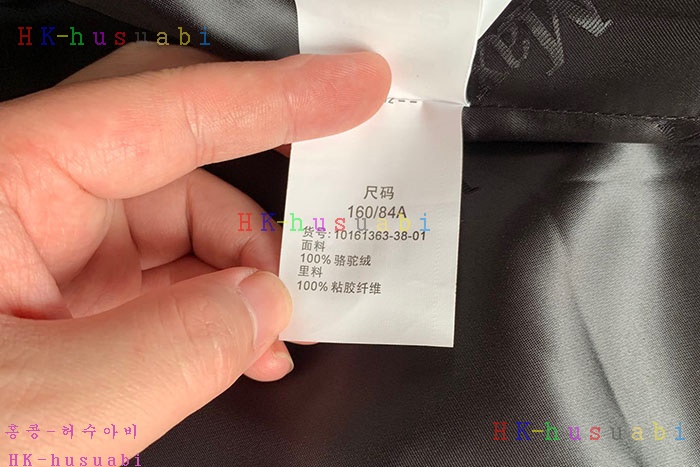 HK-husuabi
尺码
160/84A
HK-husuabi
货号: 10161363-38-01
面料
100% 骆驼绒
里料
100% 粘胶纤维
홍콩-허수아비
HK-husuabi
HK-husuabi